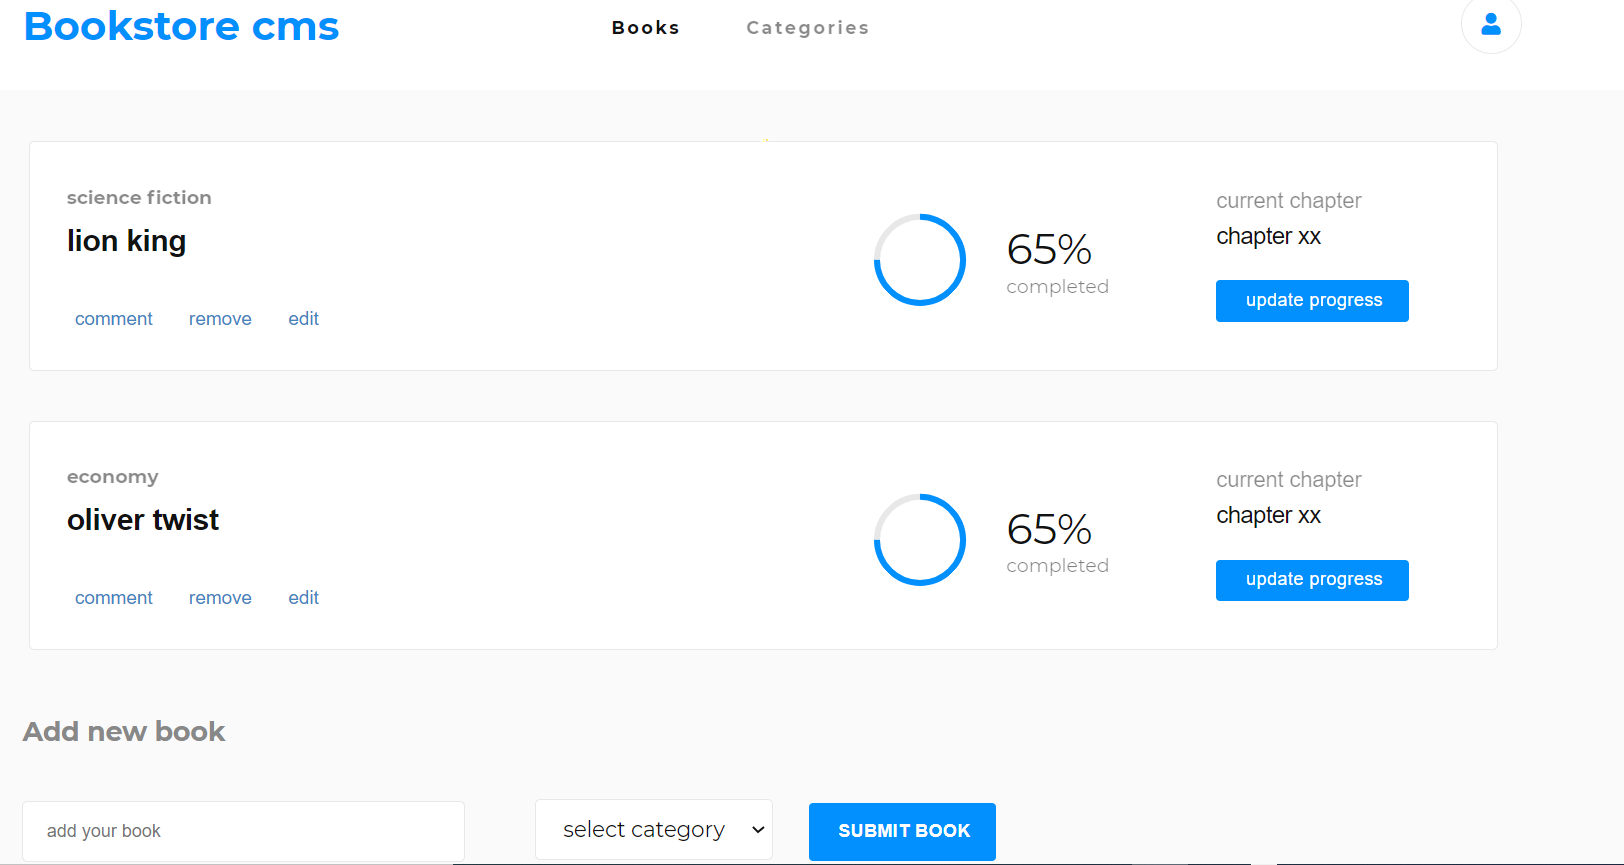 Bookstore cms
Books
Categories
science fiction
lion king
comment remove edit
65%
completed
current chapter
chapter xx
update progress
economy
oliver twist
comment remove edit
65%
completed
current chapter
chapter xx
update progress
Add new book
add your book
select category
SUBMIT BOOK